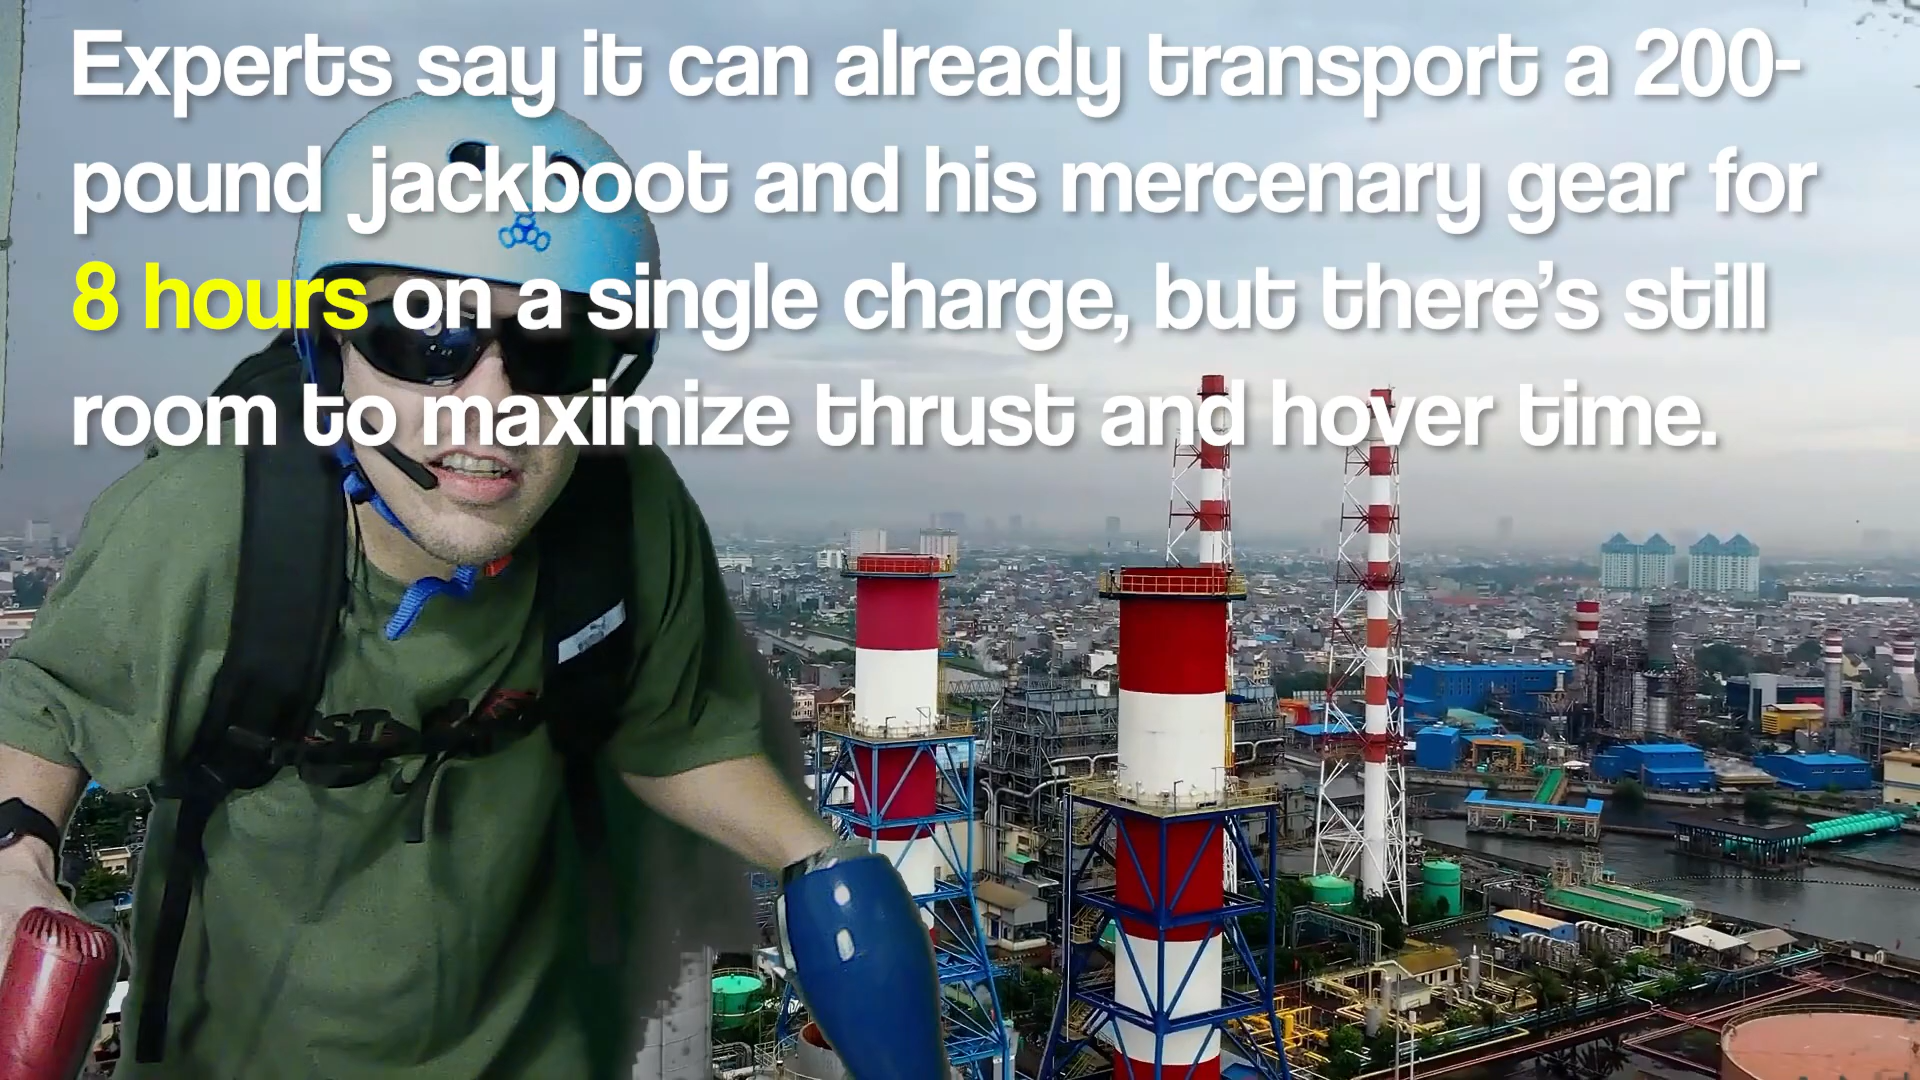 Experts say it can already transport a 200-
pound jackboot and his mercenary gear for
8 hours on a single charge, but there’s still
room to maximize thrust and hover time.